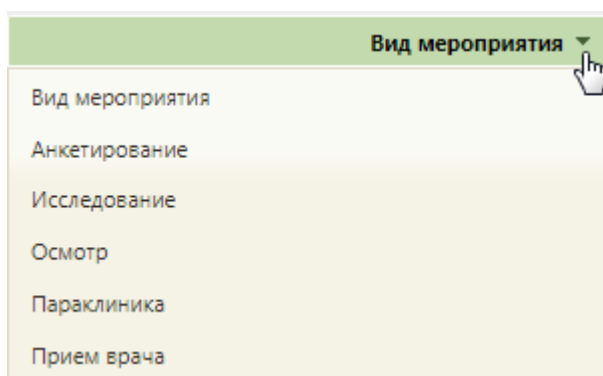 Вид мероприятия
Вид мероприятия
Анкетирование
Исследование
Осмотр
Параклиника
Прием врача